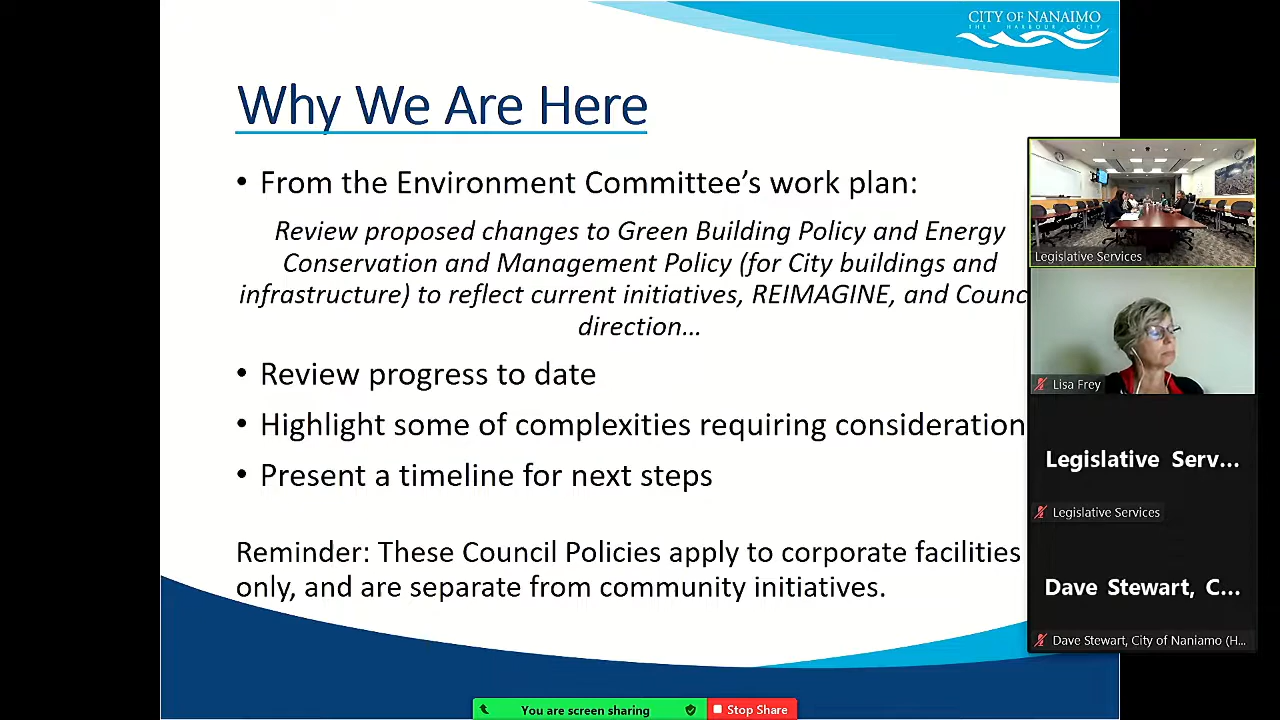 CITY OF NANAIMO
THE HARBOUR CITY
Why We Are Here
• From the Environment Committee's work plan:
Review proposed changes to Green Building Policy and Energy
Conservation and Management Policy (for City buildings and
infrastructure) to reflect current initiatives, REIMAGINE, and Counc
direction...
• Review progress to date
• Highlight some of complexities requiring consideration
• Present a timeline for next steps
Reminder: These Council Policies apply to corporate facilities
only, and are separate from community initiatives.
Legislative Services
Lisa Frey
Legislative Serv...
Legislative Services
Dave Stewart, C...
Dave Stewart, City of Naniamo (H...
You are screen sharing
Stop Share